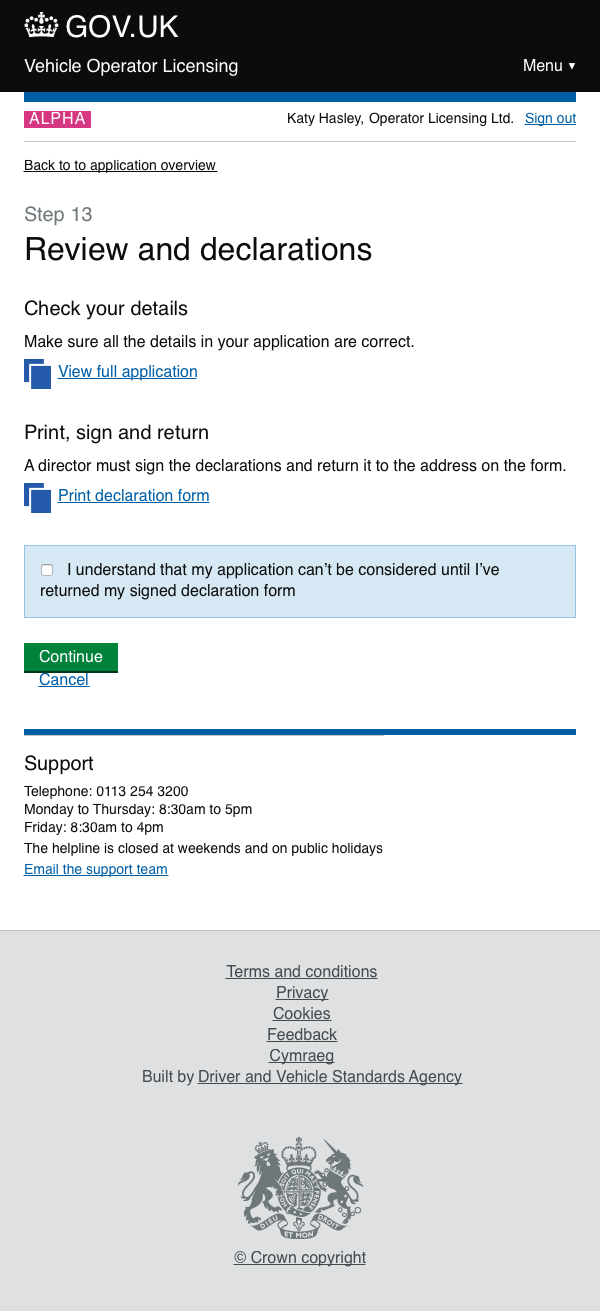 GOV.UK
Vehicle Operator Licensing
Menu ▼
ALPHA
Katy Hasley, Operator Licensing Ltd. Sign out
Back to to application overview
Step 13
Review and declarations
Check your details
Make sure all the details in your application are correct.
View full application
Print, sign and return
A director must sign the declarations and return it to the address on the form.
Print declaration form
I understand that my application can’t be considered until I’ve
returned my signed declaration form
Continue
Cancel
Support
Telephone: 0113 254 3200
Monday to Thursday: 8:30am to 5pm
Friday: 8:30am to 4pm
The helpline is closed at weekends and on public holidays
Email the support team
Terms and conditions
Privacy
Cookies
Feedback
Cymraeg
Built by Driver and Vehicle Standards Agency
DIEU ET MON DROIT
© Crown copyright